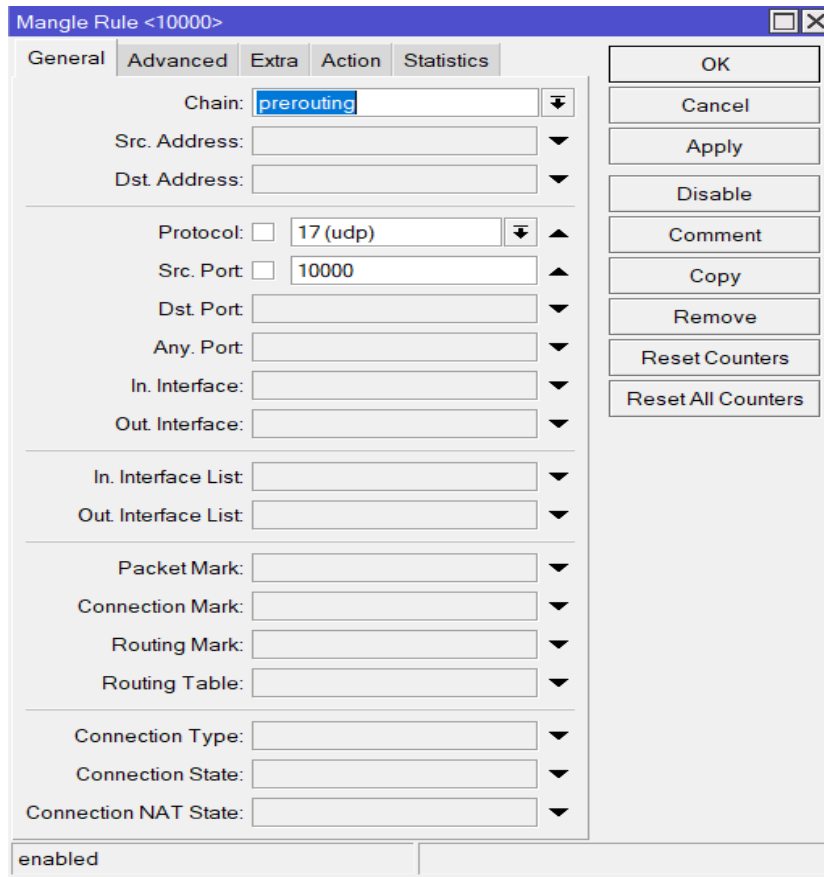 Mangle Rule <10000>
General Advanced Extra Action Statistics
Chain: prerouting
Src. Address:
Dst. Address:
Protocol: 17 (udp)
Src. Port: 10000
Dst. Port:
Any. Port:
In. Interface:
Out. Interface:
In. Interface List:
Out. Interface List:
Packet Mark:
Connection Mark:
Routing Mark:
Routing Table:
Connection Type:
Connection State:
Connection NAT State:
OK
Cancel
Apply
Disable
Comment
Copy
Remove
Reset Counters
Reset All Counters
enabled